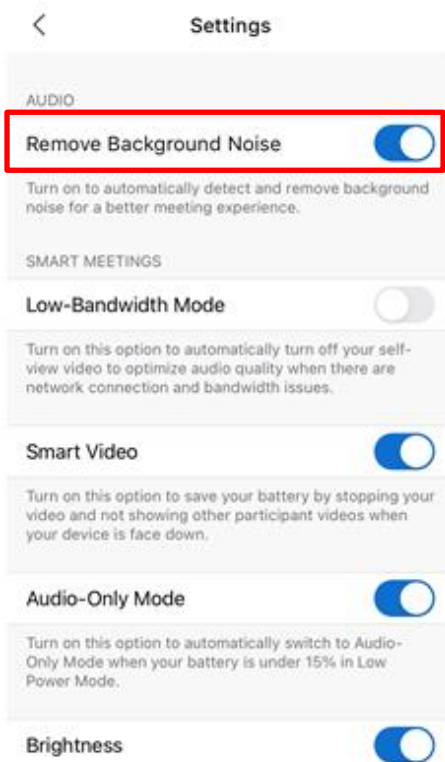 Settings
AUDIO
Remove Background Noise
Turn on to automatically detect and remove background
noise for a better meeting experience.
SMART MEETINGS
Low-Bandwidth Mode
Turn on this option to automatically turn off your self-
view video to optimize audio quality when there are
network connection and bandwidth issues.
Smart Video
Turn on this option to save your battery by stopping your
video and not showing other participant videos when
your device is face down.
Audio-Only Mode
Turn on this option to automatically switch to Audio-
Only Mode when your battery is under 15% in Low
Power Mode.
Brightness